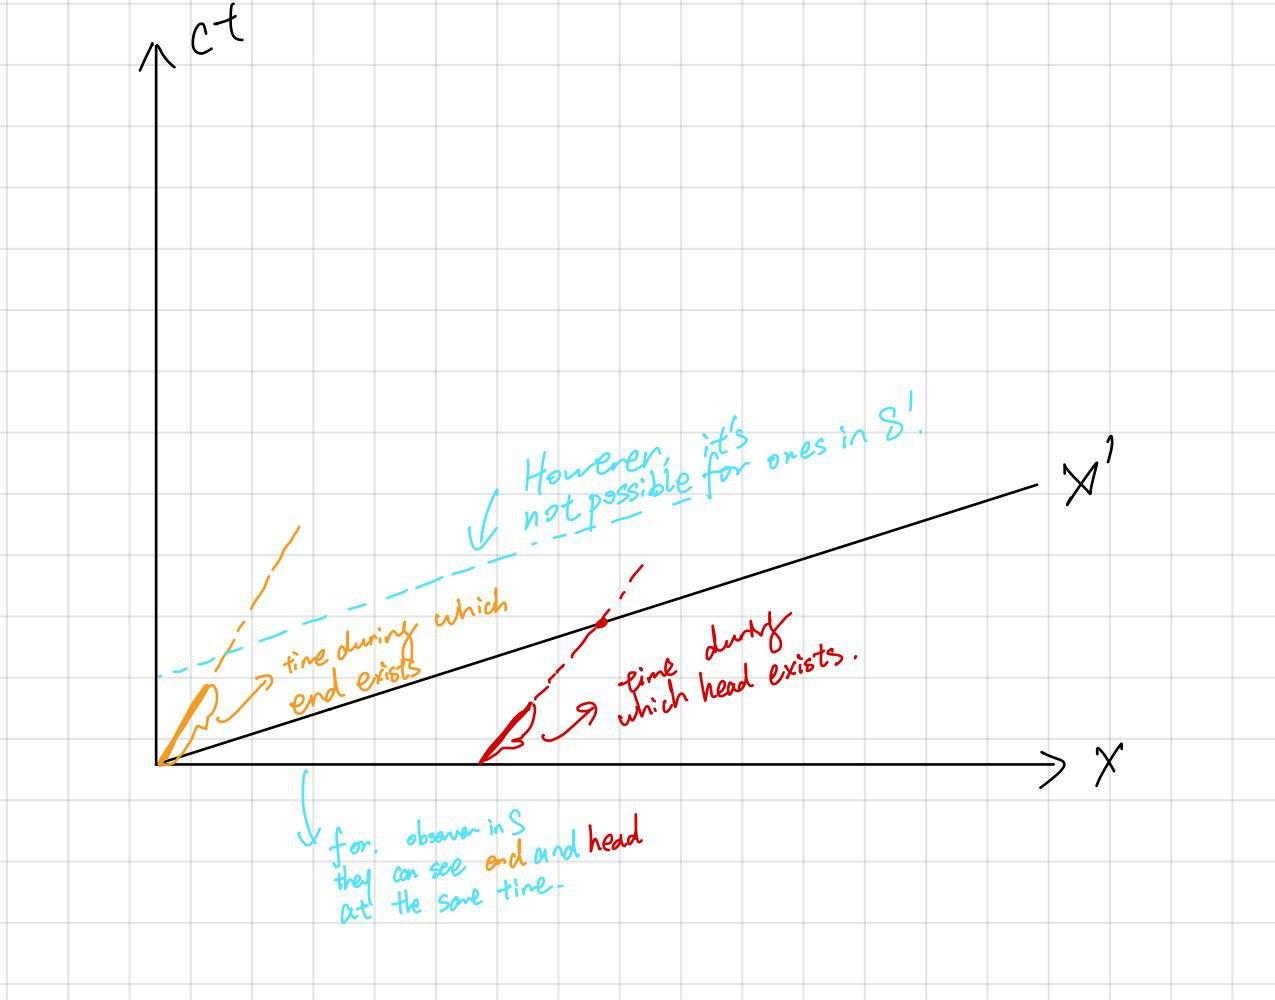 ct
However, it's
not possible for ones in S'.
x'
time during which
end exists
time during
which head exists.
x
for. observer in S
they can see end and head
at the same time.